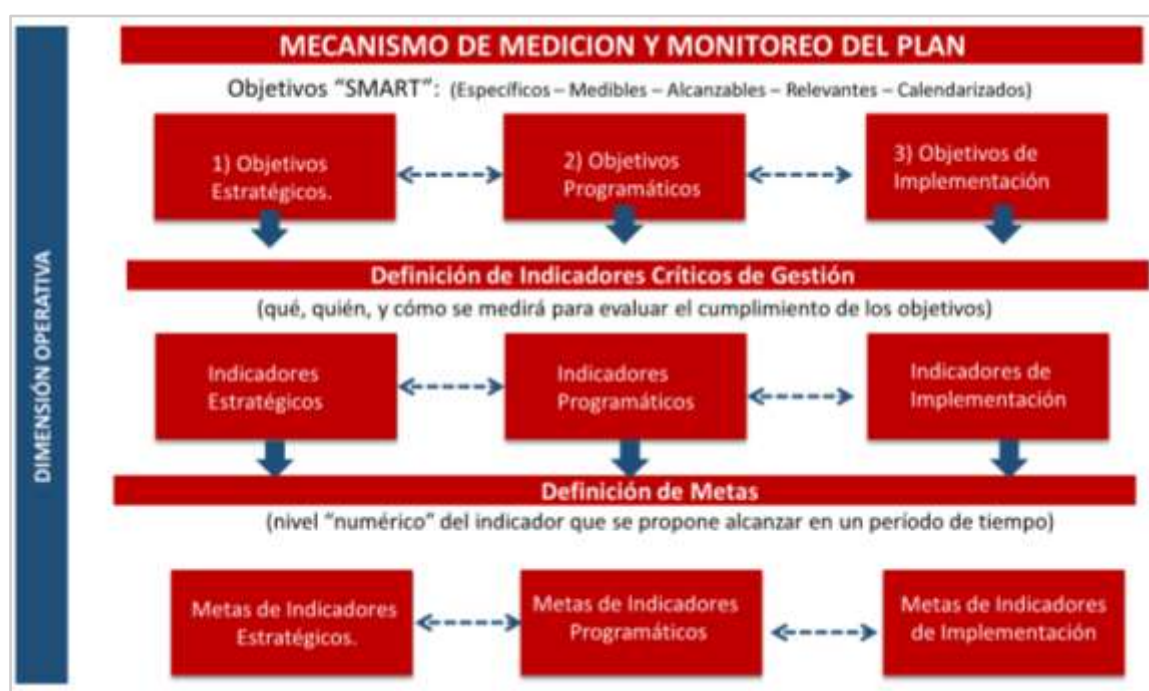 MECANISMO DE MEDICION Y MONITOREO DEL PLAN
Objetivos “SMART”: (Específicos – Medibles – Alcanzables – Relevantes – Calendarizados)
1) Objetivos
Estratégicos.
2) Objetivos
Programáticos
3) Objetivos de
Implementación
Definición de Indicadores Críticos de Gestión
(qué, quién, y cómo se medirá para evaluar el cumplimiento de los objetivos)
Indicadores
Estratégicos
Indicadores
Programáticos
Indicadores de
Implementación
Definición de Metas
(nivel “numérico” del indicador que se propone alcanzar en un período de tiempo)
Metas de Indicadores
Estratégicos.
Metas de Indicadores
Programáticos
Metas de Indicadores
de Implementación
DIMENSIÓN OPERATIVA